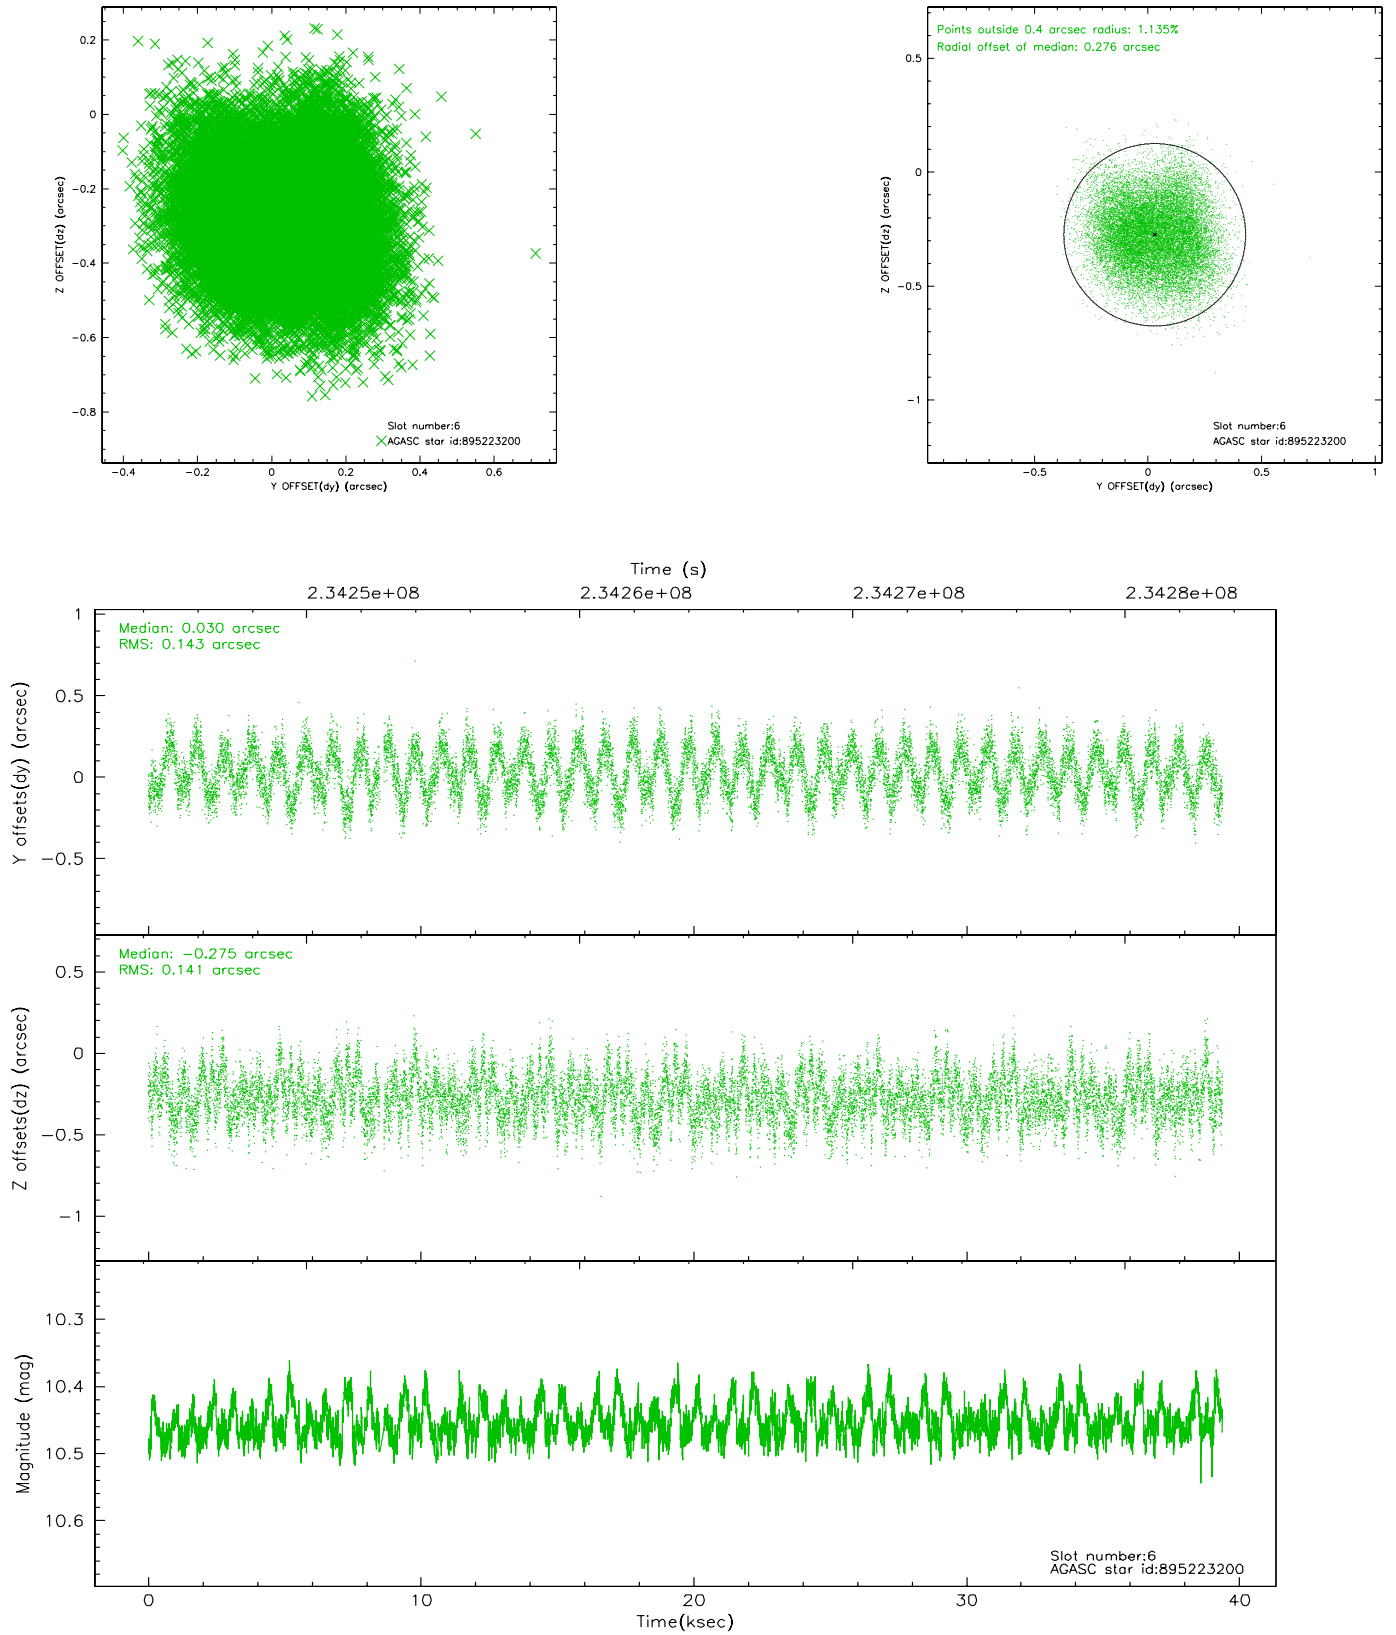 0.2
0
−0.2
−0.4
−0.6
−0.8
Z OFFSET(dz) (arcsec)
Slot number:6
AGASC star id:895223200
−0.4
−0.2
0
0.2
0.4
0.6
Y OFFSET(dy) (arcsec)
Points outside 0.4 arcsec radius: 1.135%
Radial offset of median: 0.276 arcsec
0.5
0
−0.5
−1
Z OFFSET(dz) (arcsec)
Slot number:6
AGASC star id:895223200
−0.5
0
0.5
1
Y OFFSET(dy) (arcsec)
Time (s)
2.3425e+08
2.3426e+08
2.3427e+08
2.3428e+08
Median: 0.030 arcsec
RMS: 0.143 arcsec
1
0.5
0
−0.5
Y offsets(dy) (arcsec)
Median: −0.275 arcsec
RMS: 0.141 arcsec
0.5
0
−0.5
−1
Z offsets(dz) (arcsec)
10.3
10.4
10.5
10.6
Magnitude (mag)
Slot number:6
AGASC star id:895223200
0
10
20
30
40
Time(ksec)